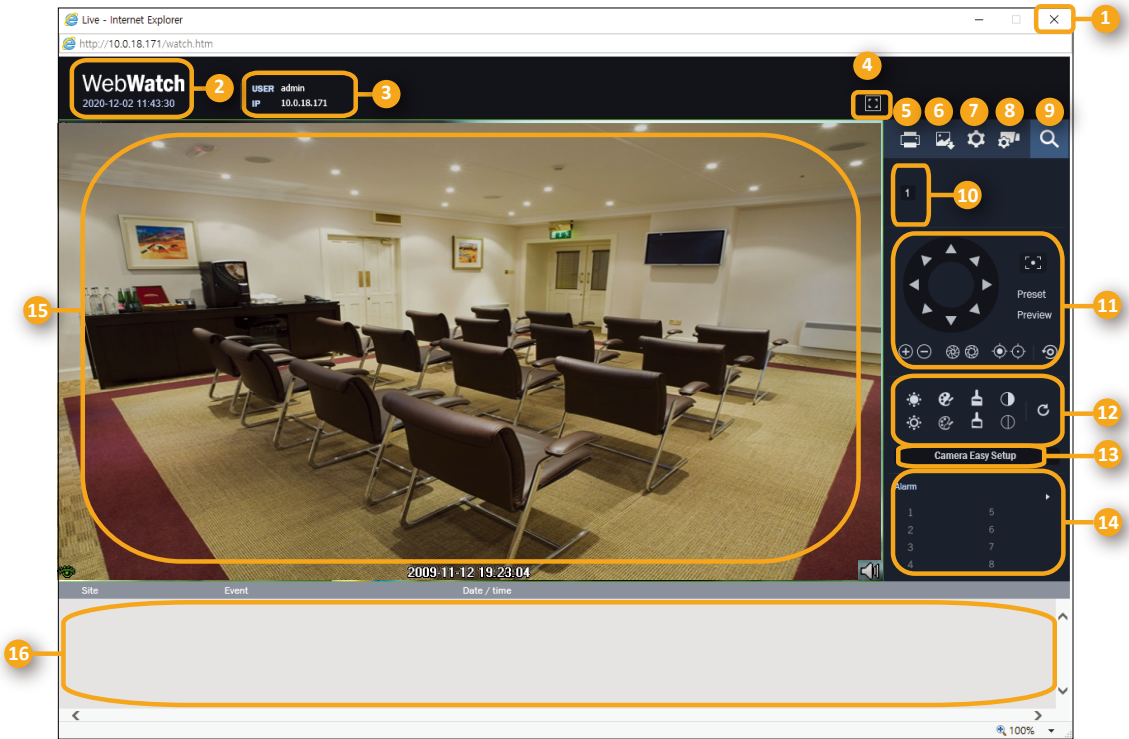 Live - Internet Explorer
1
http://10.0.18.171/watch.htm
WebWatch
2020-12-02 11:43:30
2
USER admin
IP 10.0.18.171
3
4
5 6 7 8 9
1
10
15
Preset
Preview
11
12
Camera Easy Setup
13
Alarm
1 5
2 6
3 7
4 8
14
2009-11-12 19:23:04
Site Event Date / time
16
100%